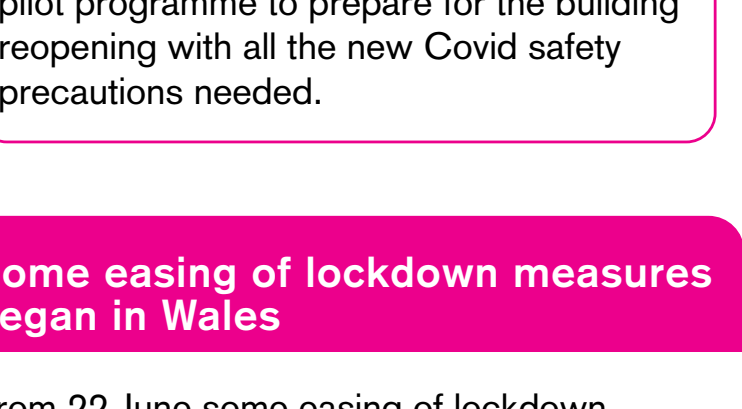 pilot programme to prepare for the building
reopening with all the new Covid safety
precautions needed.
ome easing of lockdown measures
egan in Wales
rom 22 June some easing of lockdown